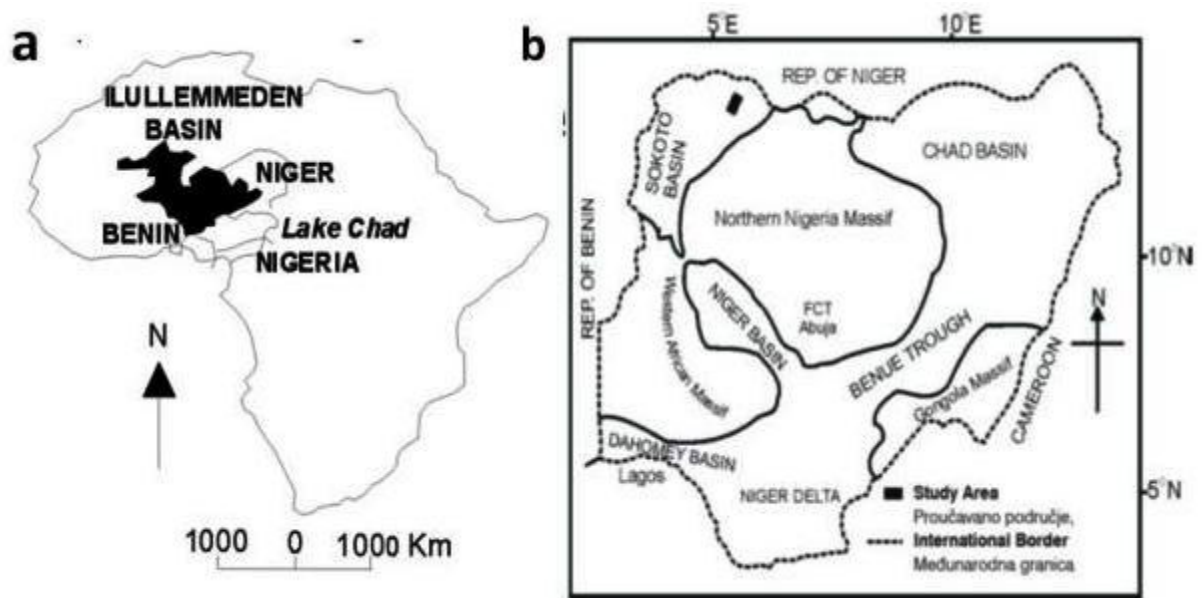 a
ILULLEMMEDEN
BASIN
NIGER
BENIN
Lake Chad
NIGERIA
N
1000 0 1000 Km
b
5°E
10°E
REP. OF NIGER
SOKOTO
BASIN
CHAD BASIN
Northern Nigeria Massif
10°N
REP. OF BENIN
Western African Massif
NIGER BASIN
FCT
Abuja
N
BENUE TROUGH
Gongola Massif
CAMEROON
DAHOMEY BASIN
Lagos
NIGER DELTA
5°N
Study Area
Proučavano područje,
International Border
Međunarodna granica